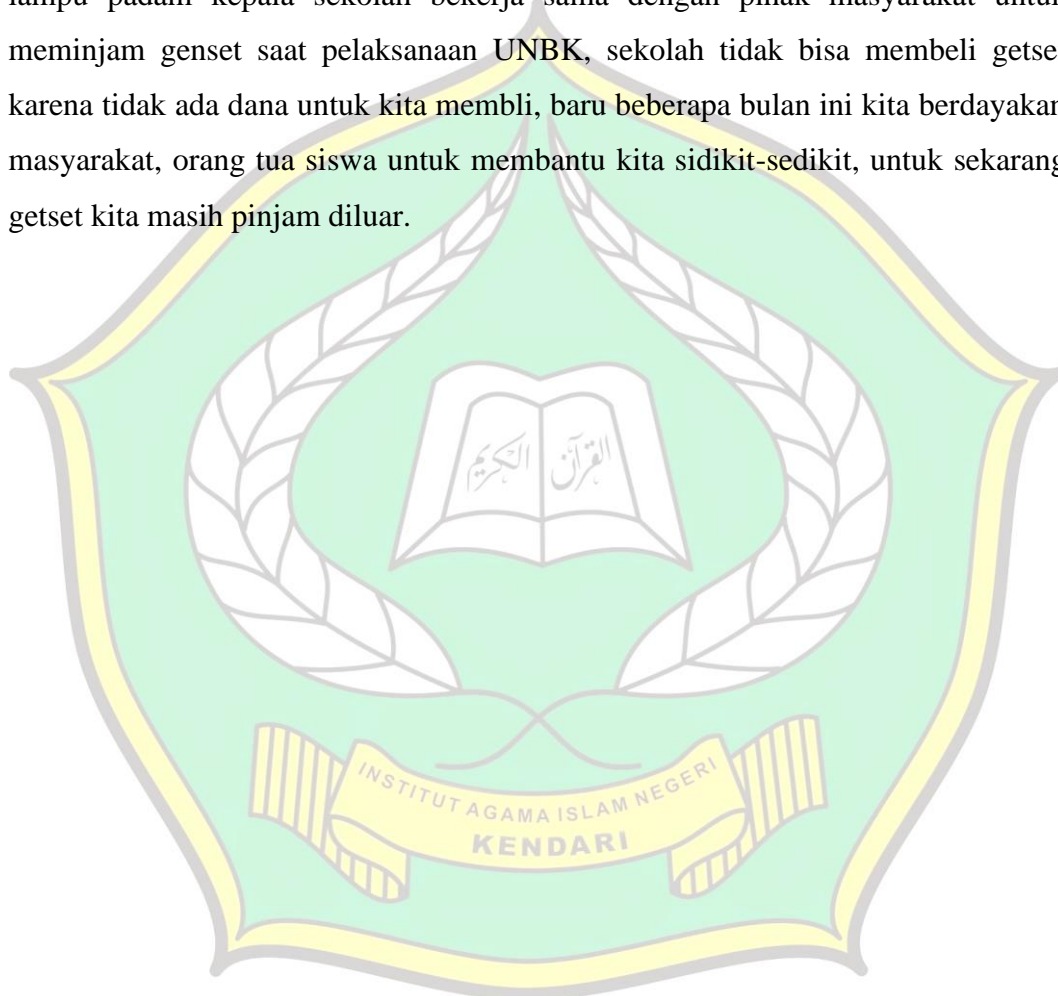 lampu padam kepala sekolah bekerja sama dengan pihak masyarakat untuk
meminjam genset saat pelaksanaan UNBK, sekolah tidak bisa membeli getset
karena tidak ada dana untuk kita membli, baru beberapa bulan ini kita berdayakan
masyarakat, orang tua siswa untuk membantu kita sidikit-sedikit, untuk sekarang
getset kita masih pinjam diluar.
القرآن الكريم
INSTITUT AGAMA ISLAM NEGERI
KENDARI